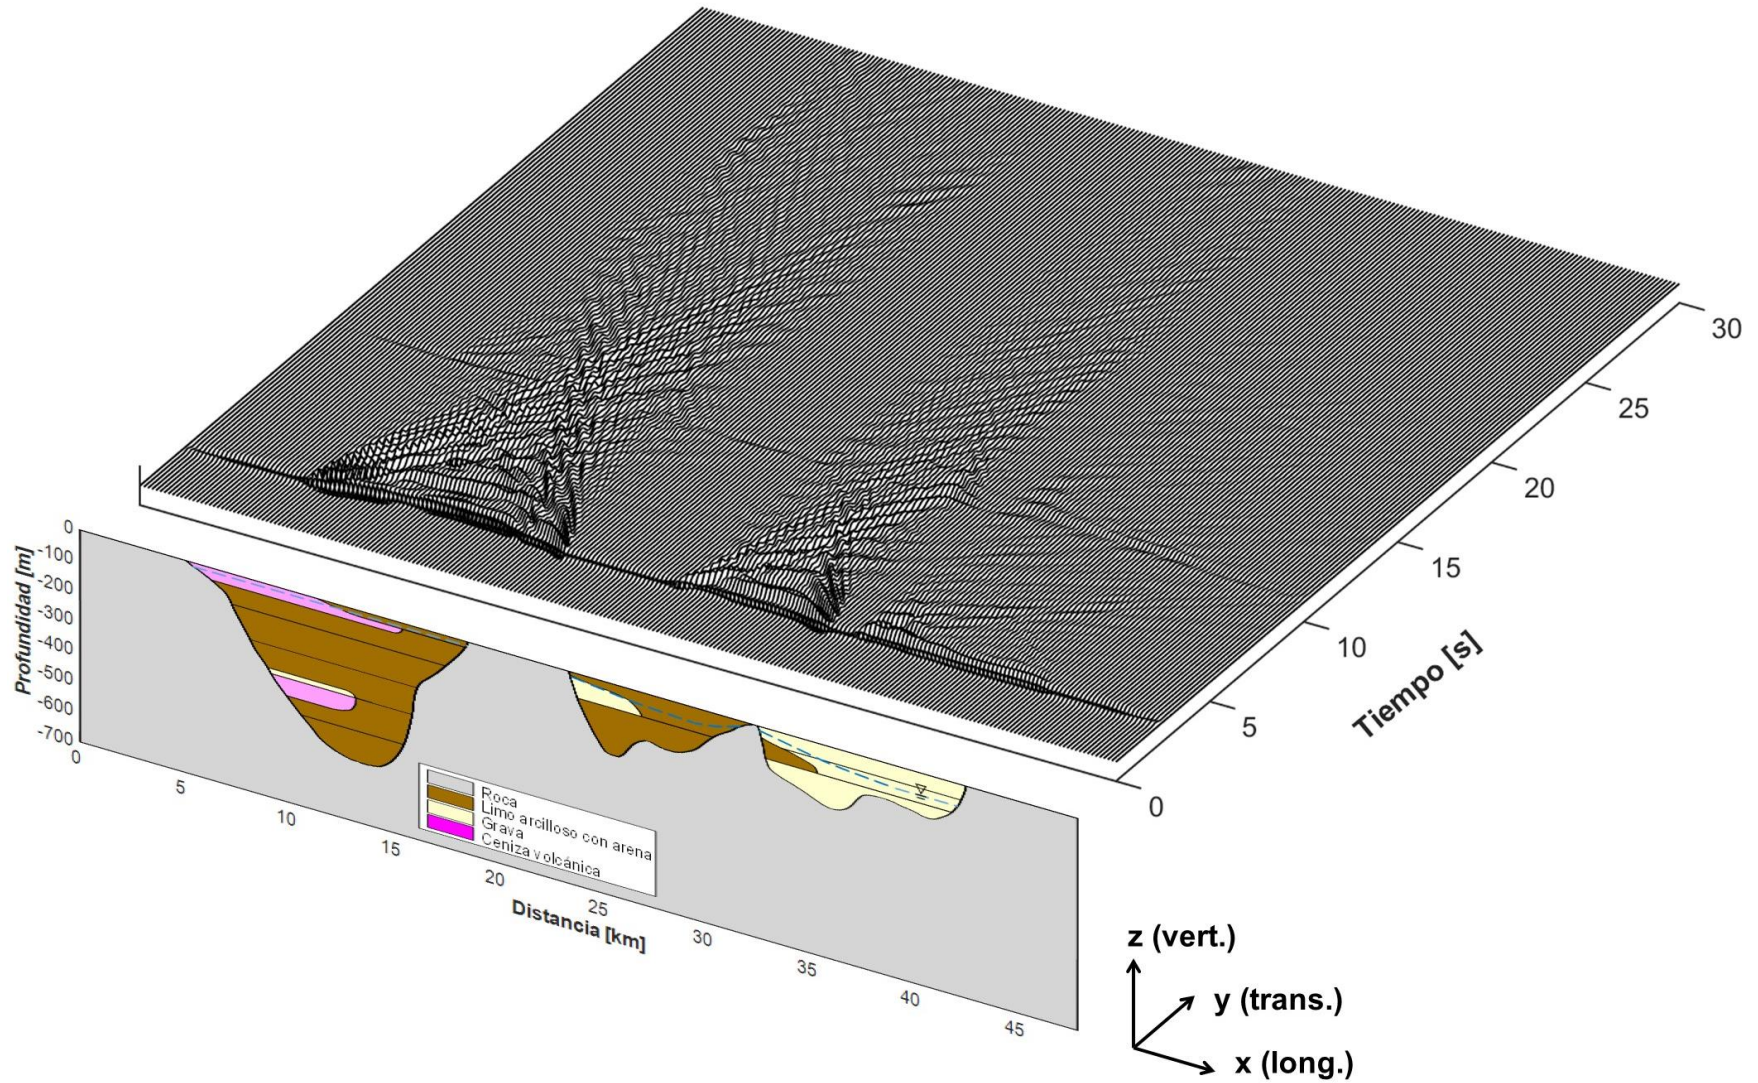 30
25
20
15
10
5
0
Tiempo [s]
0
-100
-200
-300
-400
-500
-600
-700
Profundidad [m]
0
5
10
15
20
25
30
35
40
45
Distancia [km]
Roca
Limo arcilloso con arena
Grava
Ceniza volcánica
z (vert.)
y (trans.)
x (long.)